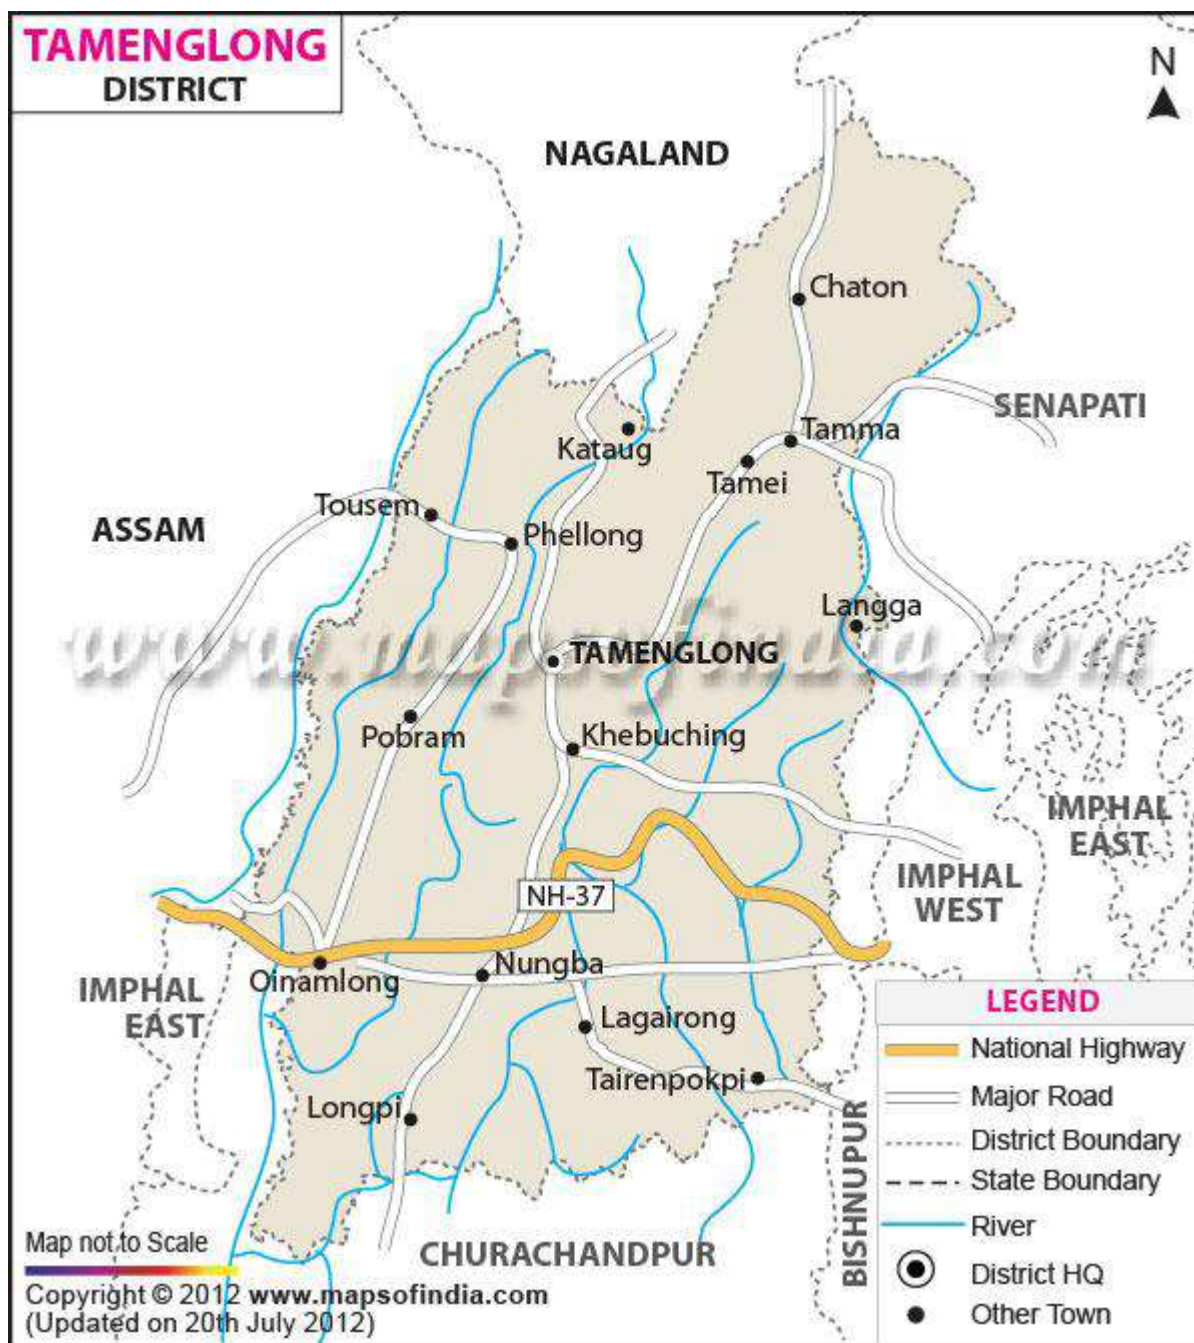 TAMENGLONG
DISTRICT
N
NAGALAND
Chaton
SENAPATI
Tamma
Kataug
Tamei
Tousem
ASSAM
Phellong
Langga
www.mapsofindia.com
TAMENGLONG
Pobram
Khebuching
IMPHAL
EAST
IMPHAL
WEST
NH-37
Nungba
Oinamlong
IMPHAL
EAST
Lagairong
Tairenpokpi
Longpi
BISHNUPUR
CHURACHANDPUR
LEGEND
National Highway
Major Road
District Boundary
State Boundary
River
District HQ
Other Town
Map not to Scale
Copyright © 2012 www.mapsofindia.com
(Updated on 20th July 2012)